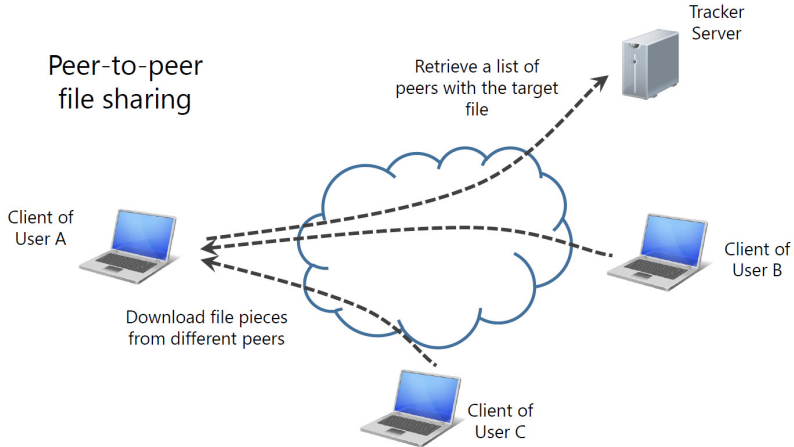 Peer-to-peer
file sharing
Retrieve a list of
peers with the target
file
Tracker
Server
Client of
User A
Client of
User B
Download file pieces
from different peers
Client of
User C